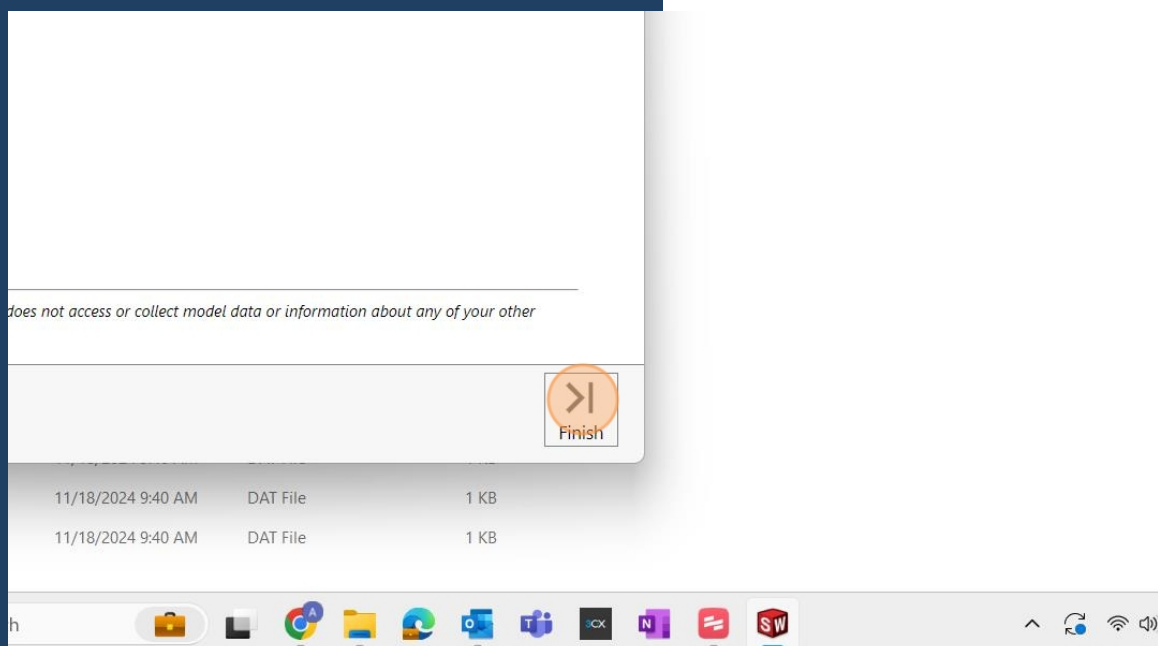 does not access or collect model data or information about any of your other
Finish
11/18/2024 9:40 AM DAT File 1 KB
11/18/2024 9:40 AM DAT File 1 KB
h
A
3CX
N
SW